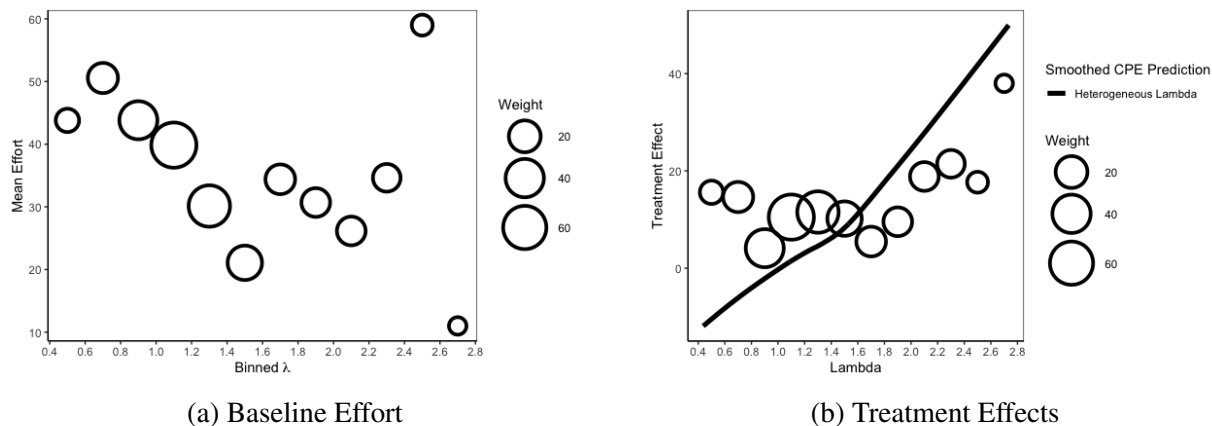 60
50
40
30
20
10
Mean Effort
0.4 0.6 0.8 1.0 1.2 1.4 1.6 1.8 2.0 2.2 2.4 2.6 2.8
Binned λ
Weight
20
40
60
(a) Baseline Effort
40
20
0
Treatment Effect
0.4 0.6 0.8 1.0 1.2 1.4 1.6 1.8 2.0 2.2 2.4 2.6 2.8
Lambda
Smoothed CPE Prediction
Heterogeneous Lambda
Weight
20
40
60
(b) Treatment Effects